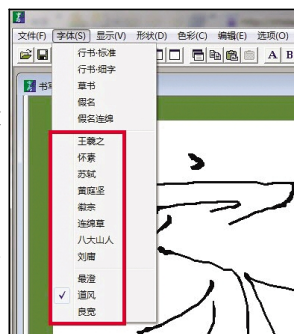 文件(F) 字体(S) 显示(V) 形状(D) 色彩(C) 编辑(E) 选项(O)
A B
书写
行书·标准
行书·细字
草书
假名
假名连绵
王羲之
怀素
苏轼
黄庭坚
徽宗
连绵草
八大山人
刘庸
最澄
✓ 道风
良宽